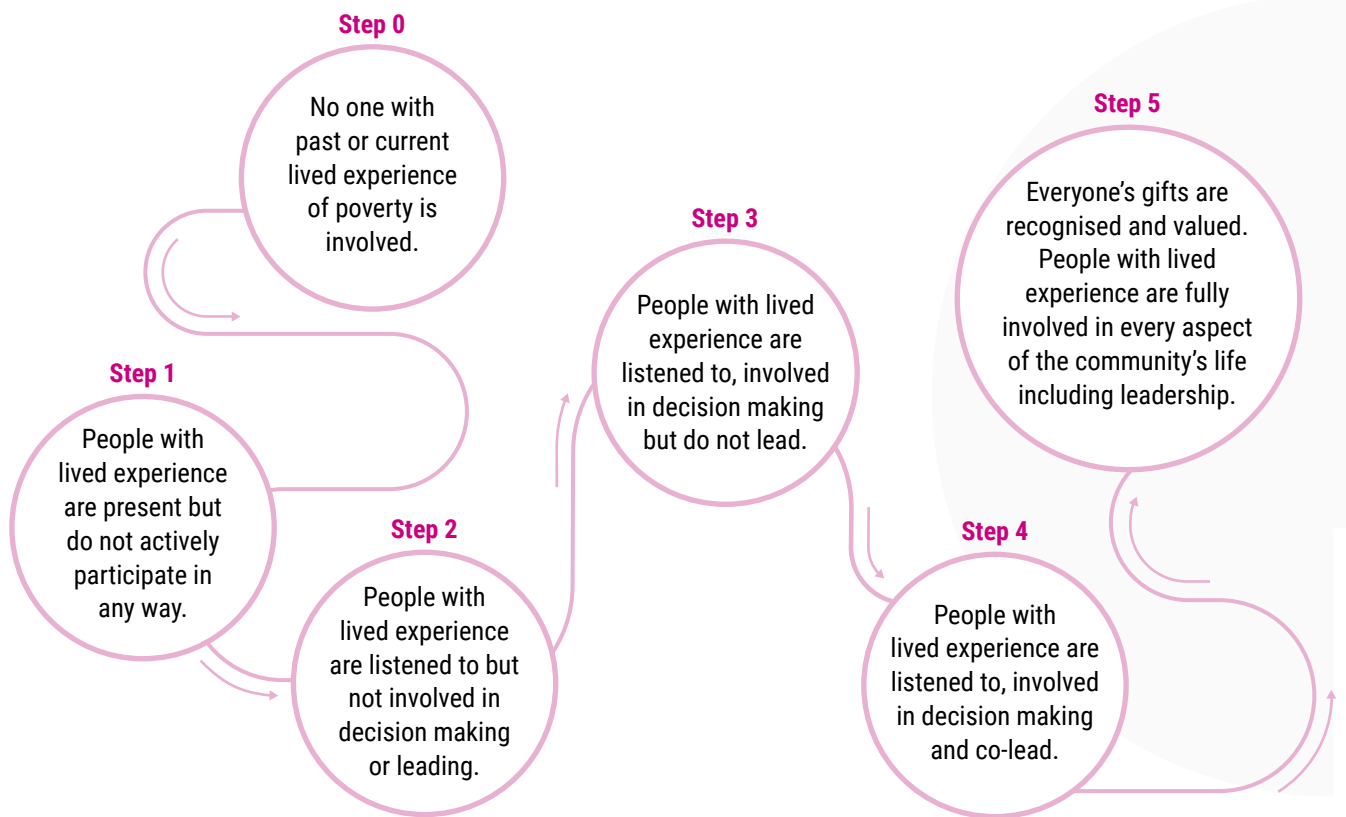 Step 0
No one with
past or current
lived experience
of poverty is
involved.
Step 1
People with
lived experience
are present but
do not actively
participate in
any way.
Step 2
People with
lived experience
are listened to but
not involved in
decision making
or leading.
Step 3
People with lived
experience are
listened to, involved
in decision making
but do not lead.
Step 4
People with
lived experience are
listened to, involved
in decision making
and co-lead.
Step 5
Everyone’s gifts are
recognised and valued.
People with lived
experience are fully
involved in every aspect
of the community’s life
including leadership.